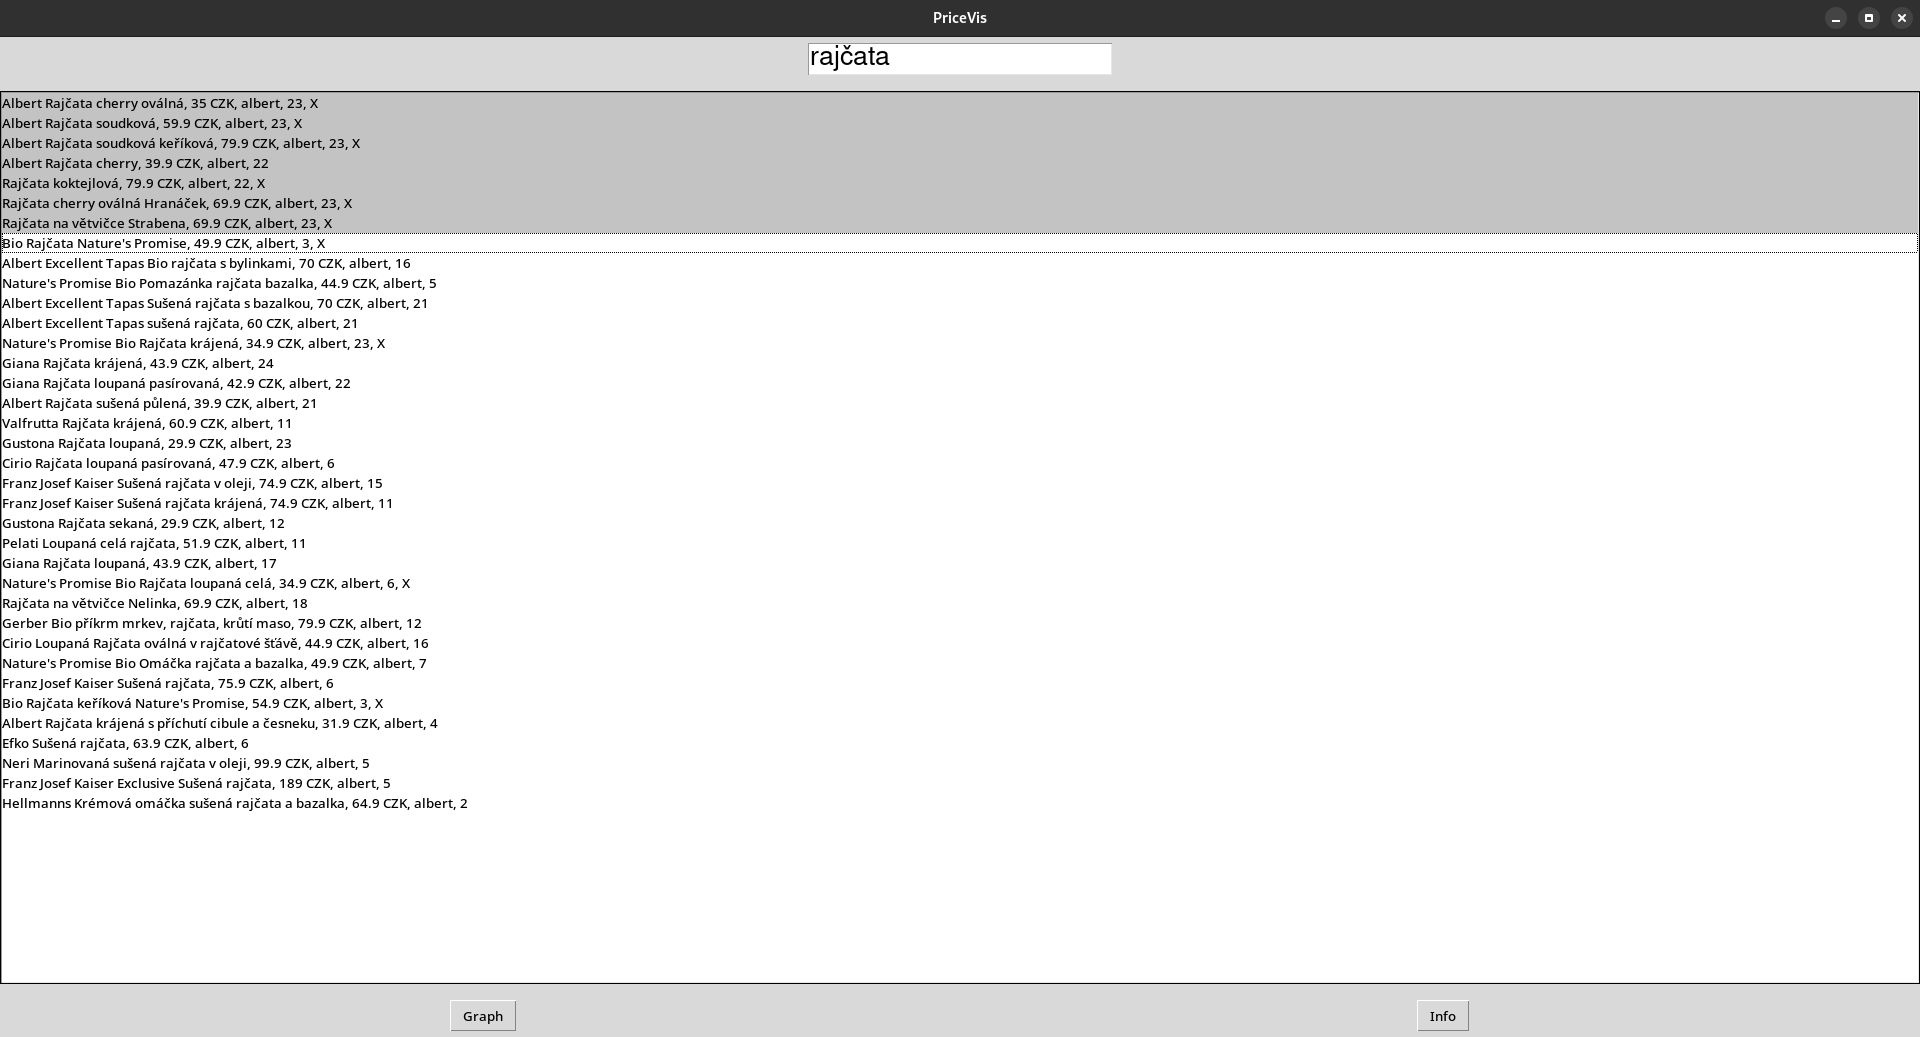 PriceVis
rajčata
Albert Rajčata cherry oválná, 35 CZK, albert, 23, X
Albert Rajčata soudková, 59.9 CZK, albert, 23, X
Albert Rajčata soudková keříková, 79.9 CZK, albert, 23, X
Albert Rajčata cherry, 39.9 CZK, albert, 22
Rajčata koktejlová, 79.9 CZK, albert, 22, X
Rajčata cherry oválná Hranáček, 69.9 CZK, albert, 23, X
Rajčata na větvičce Strabena, 69.9 CZK, albert, 23, X
Bio Rajčata Nature's Promise, 49.9 CZK, albert, 3, X
Albert Excellent Tapas Bio rajčata s bylinkami, 70 CZK, albert, 16
Nature's Promise Bio Pomazánka rajčata bazalka, 44.9 CZK, albert, 5
Albert Excellent Tapas Sušená rajčata s bazalkou, 70 CZK, albert, 21
Albert Excellent Tapas sušená rajčata, 60 CZK, albert, 21
Nature's Promise Bio Rajčata krájená, 34.9 CZK, albert, 23, X
Giana Rajčata krájená, 43.9 CZK, albert, 24
Giana Rajčata loupaná pasírovaná, 42.9 CZK, albert, 22
Albert Rajčata sušená půlená, 39.9 CZK, albert, 21
Valfrutta Rajčata krájená, 60.9 CZK, albert, 11
Gustona Rajčata loupaná, 29.9 CZK, albert, 23
Cirio Rajčata loupaná pasírovaná, 47.9 CZK, albert, 6
Franz Josef Kaiser Sušená rajčata v oleji, 74.9 CZK, albert, 15
Franz Josef Kaiser Sušená rajčata krájená, 74.9 CZK, albert, 11
Gustona Rajčata sekaná, 29.9 CZK, albert, 12
Pelati Loupaná celá rajčata, 51.9 CZK, albert, 11
Giana Rajčata loupaná, 43.9 CZK, albert, 17
Nature's Promise Bio Rajčata loupaná celá, 34.9 CZK, albert, 6, X
Rajčata na větvičce Nelinka, 69.9 CZK, albert, 18
Gerber Bio příkrm mrkev, rajčata, krůtí maso, 79.9 CZK, albert, 12
Cirio Loupaná Rajčata oválná v rajčatové šťávě, 44.9 CZK, albert, 16
Nature's Promise Bio Omáčka rajčata a bazalka, 49.9 CZK, albert, 7
Franz Josef Kaiser Sušená rajčata, 75.9 CZK, albert, 6
Bio Rajčata keříková Nature's Promise, 54.9 CZK, albert, 3, X
Albert Rajčata krájená s příchutí cibule a česneku, 31.9 CZK, albert, 4
Efko Sušená rajčata, 63.9 CZK, albert, 6
Neri Marinovaná sušená rajčata v oleji, 99.9 CZK, albert, 5
Franz Josef Kaiser Exclusive Sušená rajčata, 189 CZK, albert, 5
Hellmanns Krémová omáčka sušená rajčata a bazalka, 64.9 CZK, albert, 2
Graph
Info